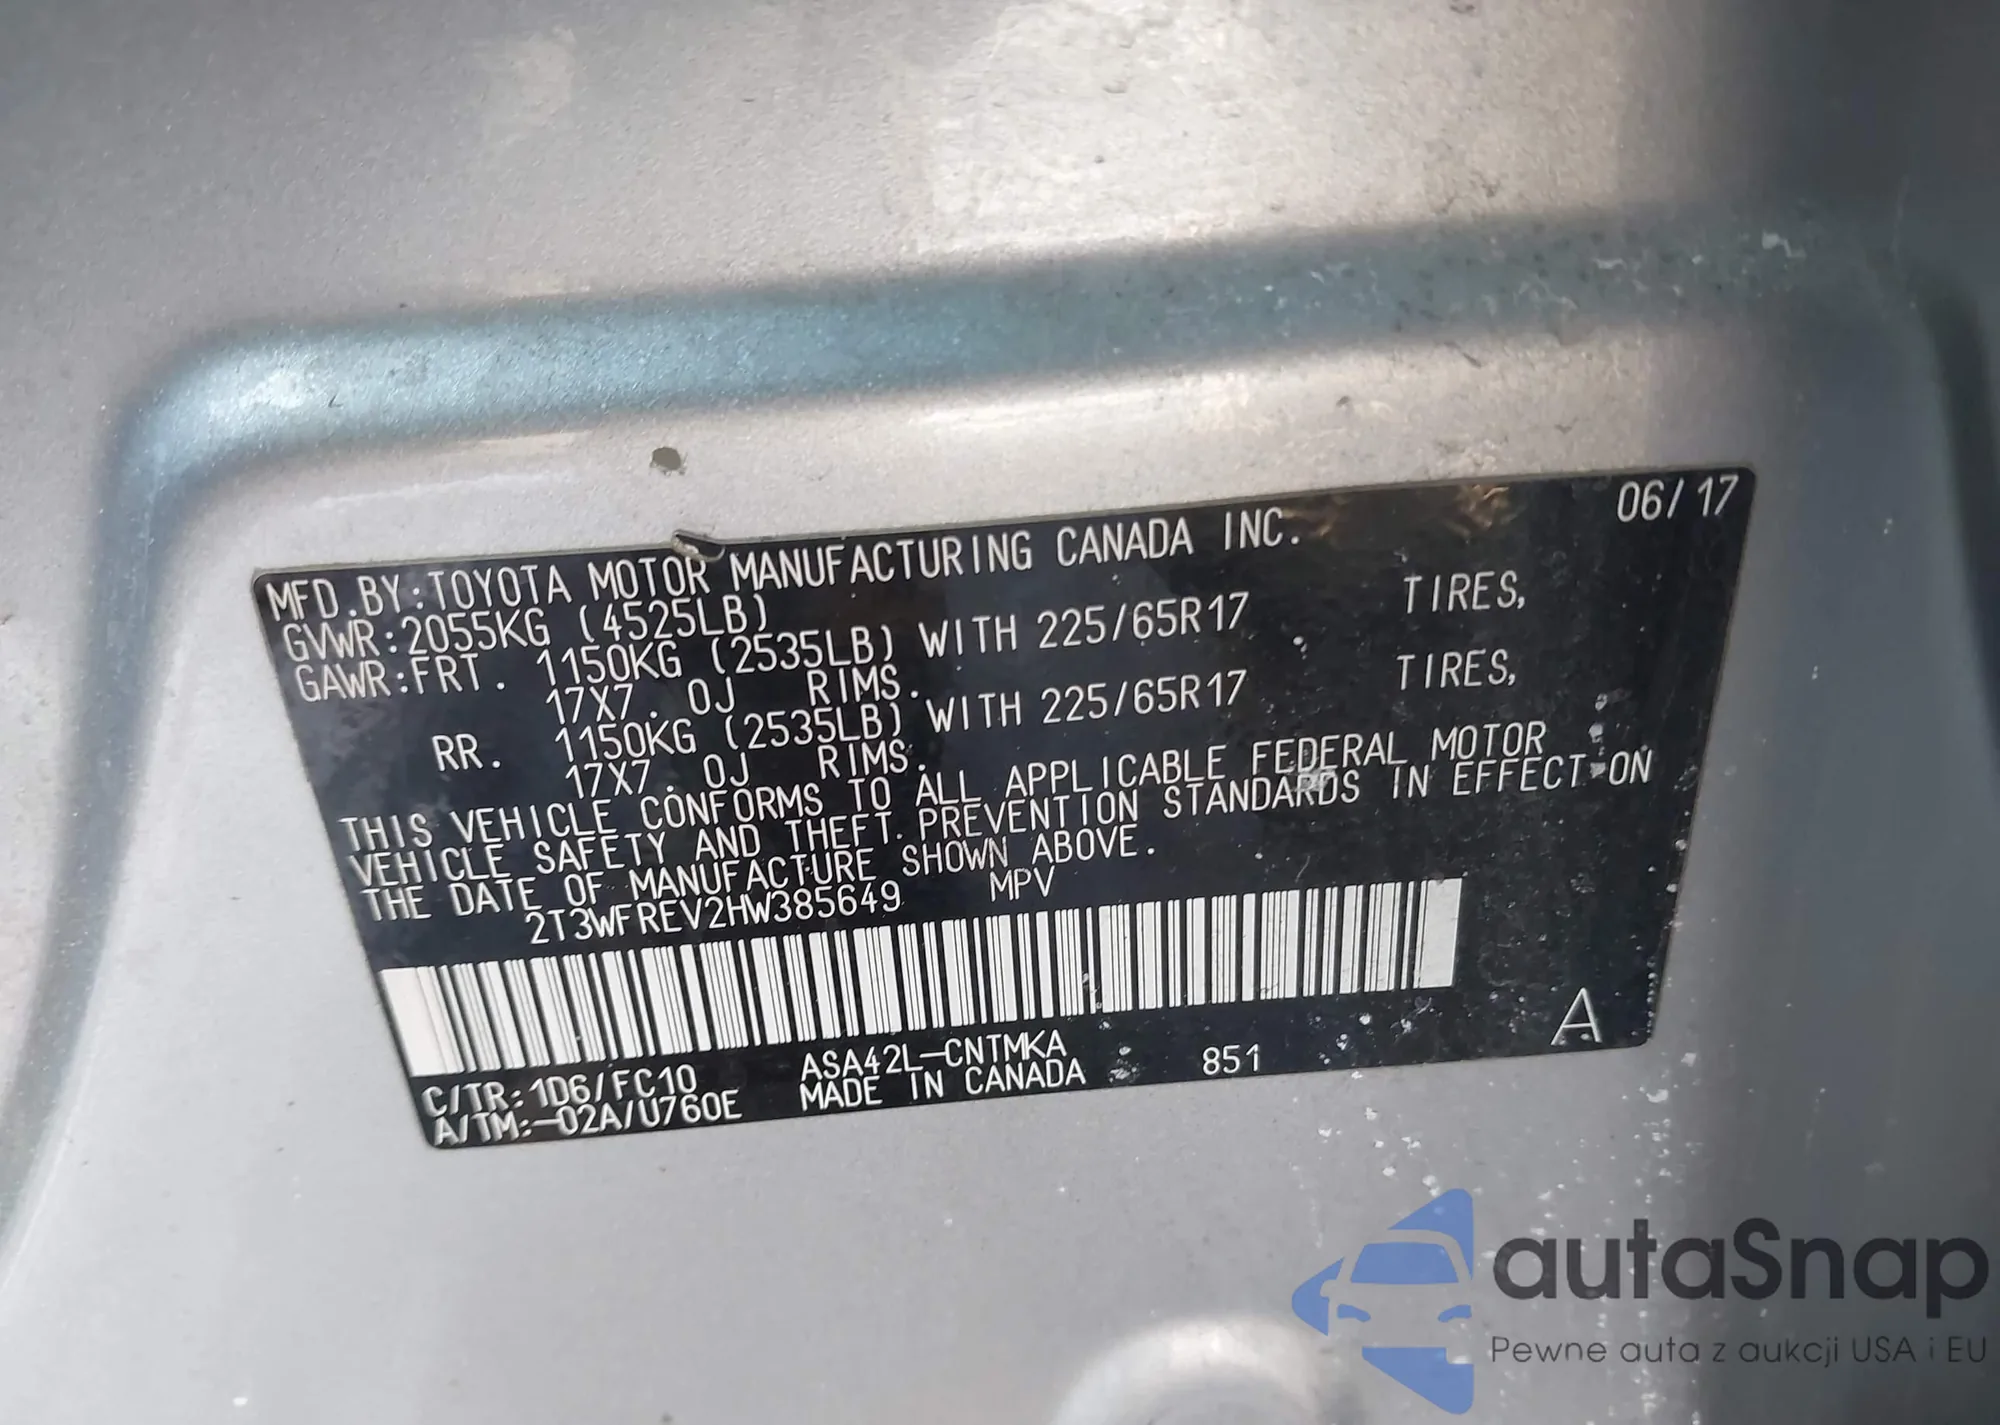 06/17
MFD.BY:TOYOTA MOTOR MANUFACTURING CANADA INC.
GVWR:2055KG (4525LB)
GAWR:FRT. 1150KG (2535LB) WITH 225/65R17 TIRES,
17X7.0J RIMS.
RR. 1150KG (2535LB) WITH 225/65R17 TIRES,
17X7.0J RIMS.
THIS VEHICLE CONFORMS TO ALL APPLICABLE FEDERAL MOTOR
VEHICLE SAFETY AND THEFT PREVENTION STANDARDS IN EFFECT ON
THE DATE OF MANUFACTURE SHOWN ABOVE.
2T3WFREV2HW385649 MPV
C/TR:1D6/FC10 ASA42L-CNTMKA 851 A
A/TM:-02A/U760E MADE IN CANADA
autaSnap
Pewne auta z aukcji USA i EU